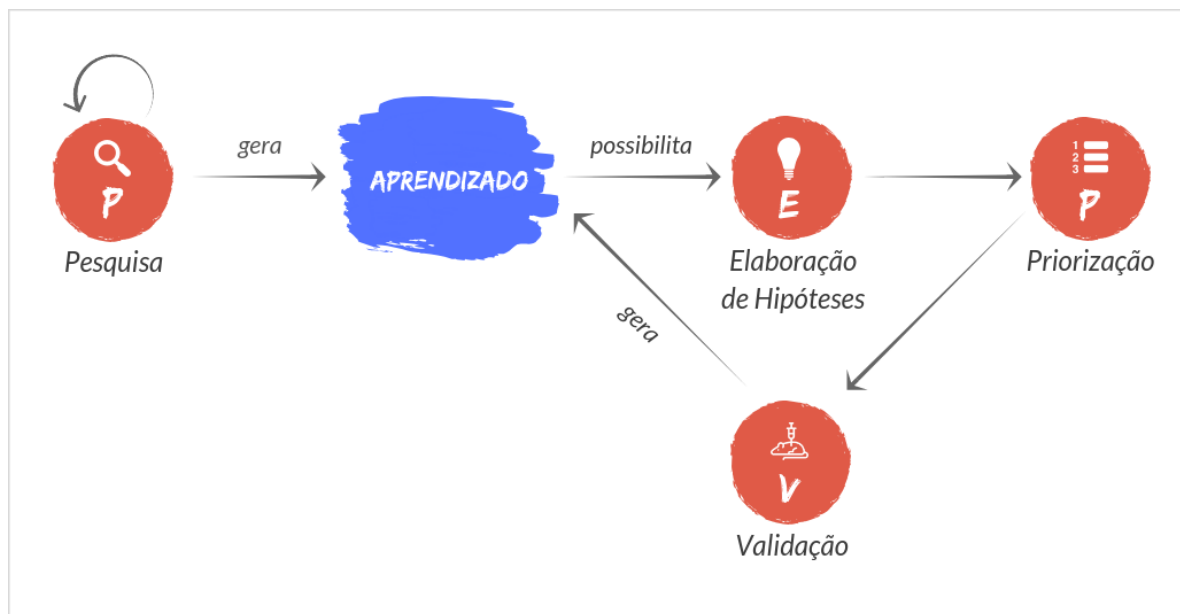 gera
possibilita
1
2
3
P
APRENDIZADO
E
P
Pesquisa
Elaboração
de Hipóteses
Priorização
gera
V
Validação